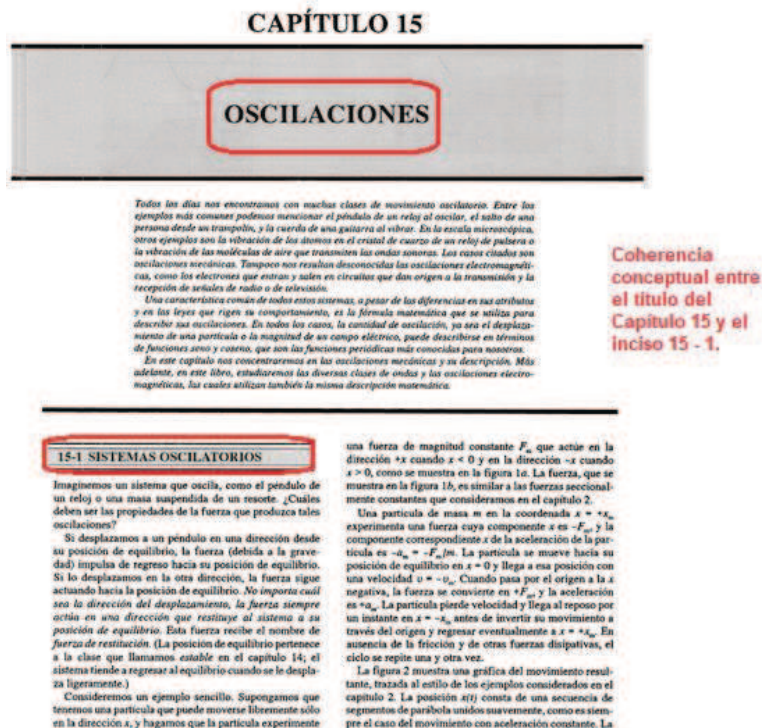 CAPÍTULO 15
OSCILACIONES
Todos los días nos encontramos con muchas clases de movimiento oscilatorio. Entre los
ejemplos más comunes podemos mencionar el péndulo de un reloj al oscilar, el salto de una
persona desde un trampolín, y la cuerda de una guitarra al vibrar. En la escala microscópica,
otros ejemplos son la vibración de los átomos en el cristal de cuarzo de un reloj de pulsera o
la vibración de las moléculas de aire que transmiten las ondas sonoras. Los casos citados son
oscilaciones mecánicas. Tampoco nos resultan desconocidas las oscilaciones electromagnéti-
cas, como los electrones que entran y salen en circuitos que dan origen a la transmisión y la
recepción de señales de radio o de televisión.
Una característica común de todos estos sistemas, a pesar de las diferencias en sus atributos
y en las leyes que rigen su comportamiento, es la fórmula matemática que se utiliza para
describir sus oscilaciones. En todos los casos, la cantidad de oscilación, ya sea el desplaza-
miento de una partícula o la magnitud de un campo eléctrico, puede describirse en términos
de funciones seno y coseno, que son las funciones periódicas más conocidas para nosotros.
En este capítulo nos concentraremos en las oscilaciones mecánicas y su descripción. Más
adelante, en este libro, estudiaremos las diversas clases de ondas y las oscilaciones electro-
magnéticas, las cuales utilizan también la misma descripción matemática.
Coherencia
conceptual entre
el título del
Capítulo 15 y el
inciso 15 - 1.
15-1 SISTEMAS OSCILATORIOS
Imaginemos un sistema que oscila, como el péndulo de
un reloj o una masa suspendida de un resorte. ¿Cuáles
deben ser las propiedades de la fuerza que produzca tales
oscilaciones?
Si desplazamos a un péndulo en una dirección desde
su posición de equilibrio, la fuerza (debida a la grave-
dad) impulsa de regreso hacia su posición de equilibrio.
Si lo desplazamos en la otra dirección, la fuerza sigue
actuando hacia la posición de equilibrio. No importa cuál
sea la dirección del desplazamiento, la fuerza siempre
actúa en una dirección que restituye al sistema a su
posición de equilibrio. Esta fuerza recibe el nombre de
fuerza de restitución. (La posición de equilibrio pertenece
a la clase que llamamos estable en el capítulo 14; el
sistema tiende a regresar al equilibrio cuando se le despla-
za ligeramente.)
Consideremos un ejemplo sencillo. Supongamos que
tenemos una partícula que puede moverse libremente sólo
en la dirección x, y hagamos que la partícula experimente
una fuerza de magnitud constante Fₘ que actúe en la
dirección +x cuando x < 0 y en la dirección -x cuando
x > 0, como se muestra en la figura 1a. La fuerza, que se
muestra en la figura 1b, es similar a las fuerzas seccional-
mente constantes que consideramos en el capítulo 2.
Una partícula de masa m en la coordenada x = +xₘ
experimenta una fuerza cuya componente x es -Fₘ, y la
componente correspondiente x de la aceleración de la par-
tícula es -aₘ = -Fₘ/m. La partícula se mueve hacia su
posición de equilibrio en x = 0 y llega a esa posición con
una velocidad v = -vₘ. Cuando pasa por el origen a la x
negativa, la fuerza se convierte en +Fₘ, y la aceleración
es +aₘ. La partícula pierde velocidad y llega al reposo por
un instante en x = -xₘ antes de invertir su movimiento a
través del origen y regresar eventualmente a x = +xₘ. En
ausencia de la fricción y de otras fuerzas disipativas, el
ciclo se repite una y otra vez.
La figura 2 muestra una gráfica del movimiento resul-
tante, trazada al estilo de los ejemplos considerados en el
capítulo 2. La posición x(t) consta de una secuencia de
segmentos de parábola unidos suavemente, como es siem-
pre el caso del movimiento con aceleración constante. La